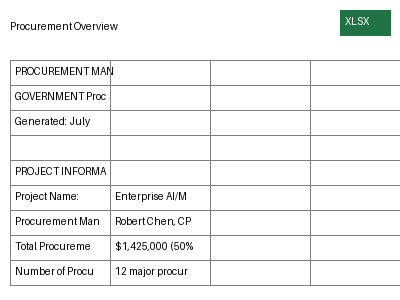 Procurement Overview
XLSX
PROCUREMENT MAN
GOVERNMENT Proc
Generated: July
PROJECT INFORMA
Project Name: Enterprise AI/M
Procurement Man Robert Chen, CP
Total Procureme $1,425,000 (50%
Number of Procu 12 major procur